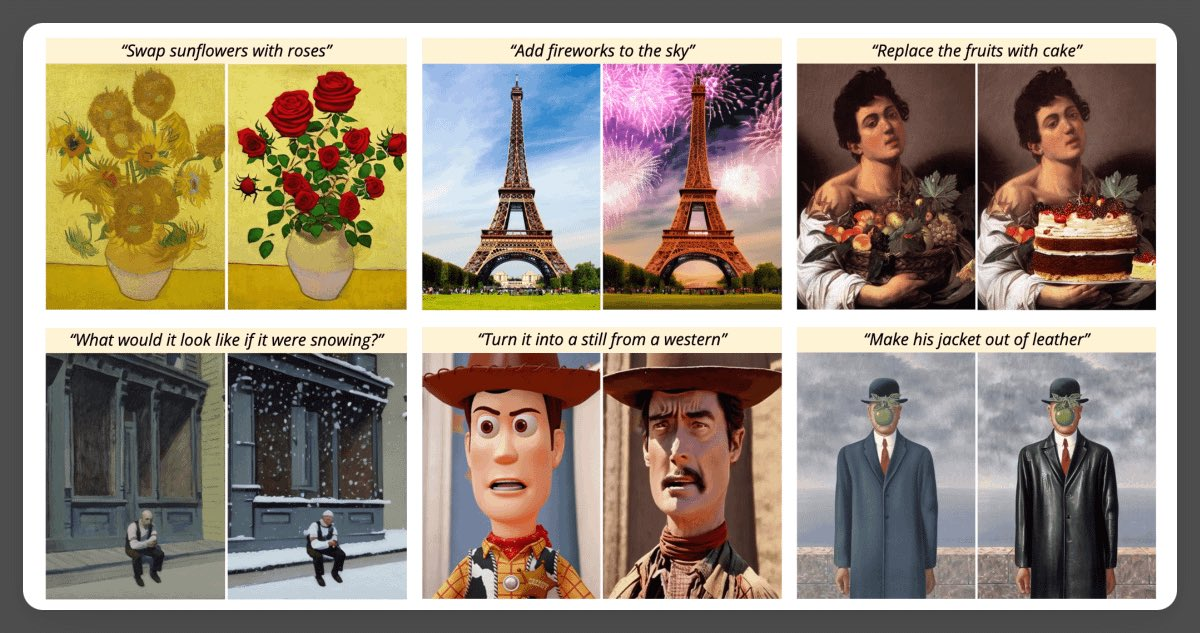 “Swap sunflowers with roses”
“Add fireworks to the sky”
“Replace the fruits with cake”
“What would it look like if it were snowing?”
“Turn it into a still from a western”
“Make his jacket out of leather”